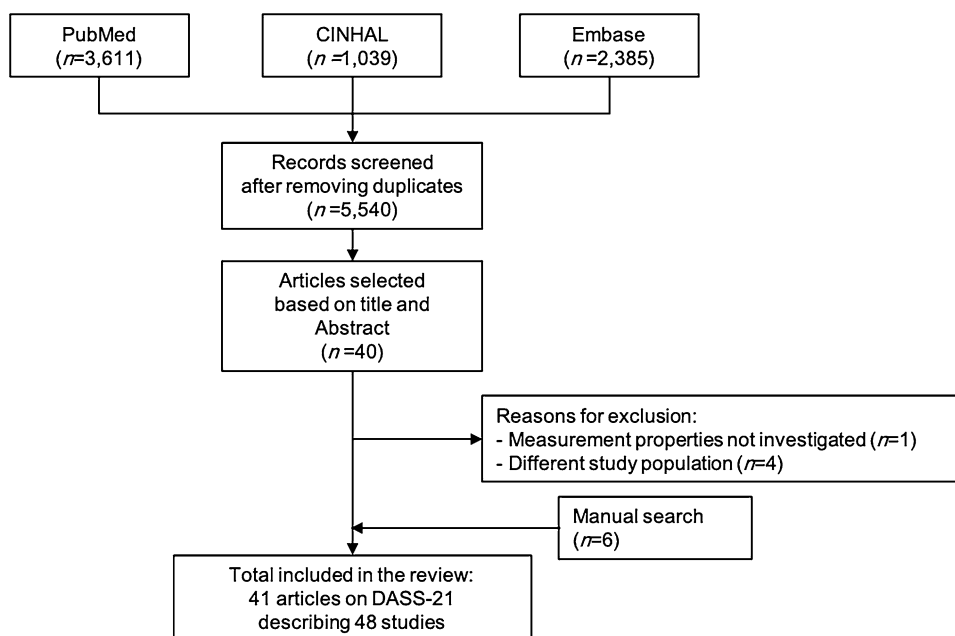 PubMed
(n=3,611)
CINHAL
(n =1,039)
Embase
(n =2,385)
Records screened
after removing duplicates
(n =5,540)
Articles selected
based on title and
Abstract
(n =40)
Reasons for exclusion:
- Measurement properties not investigated (n=1)
- Different study population (n=4)
Manual search
(n=6)
Total included in the review:
41 articles on DASS-21
describing 48 studies